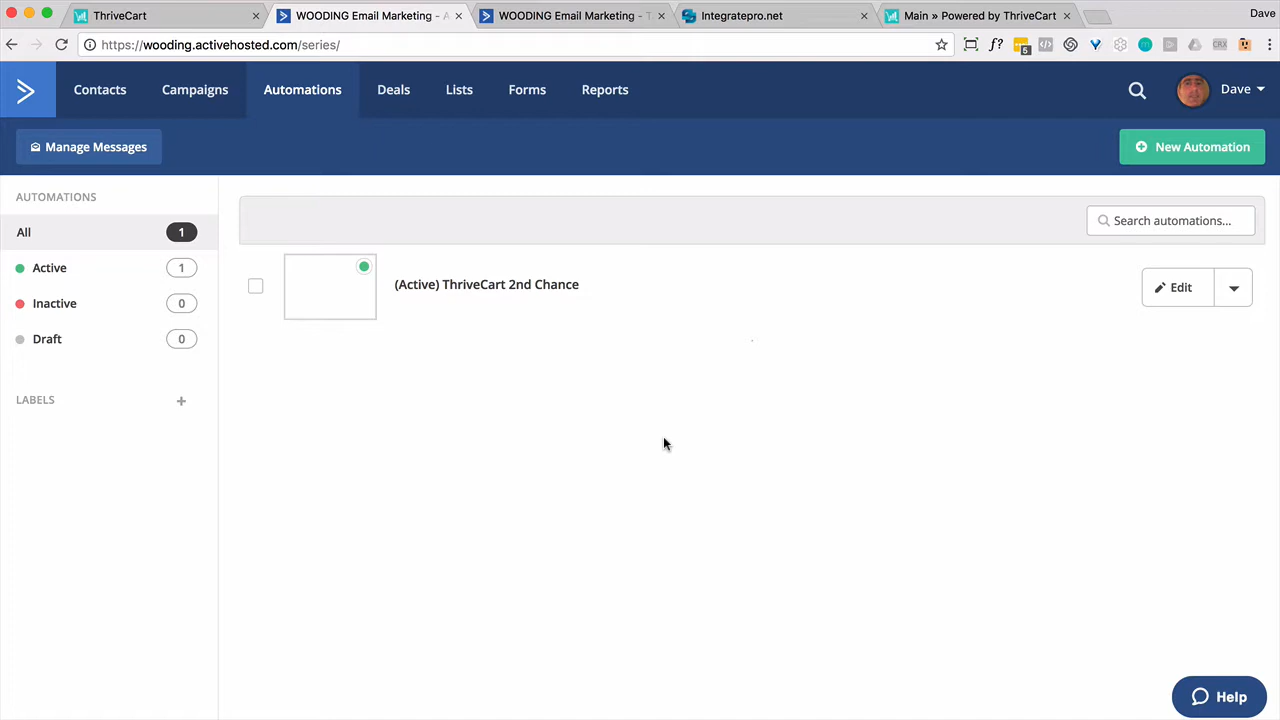 ThriveCart
WOODING Email Marketing - A
WOODING Email Marketing - T
Integratepro.net
Main » Powered by ThriveCart
Dave
https://wooding.activehosted.com/series/
f?
5
CRX
Contacts
Campaigns
Automations
Deals
Lists
Forms
Reports
Dave
Manage Messages
New Automation
AUTOMATIONS
All 1
Active 1
Inactive 0
Draft 0
LABELS +
Search automations...
(Active) ThriveCart 2nd Chance
Edit
Help